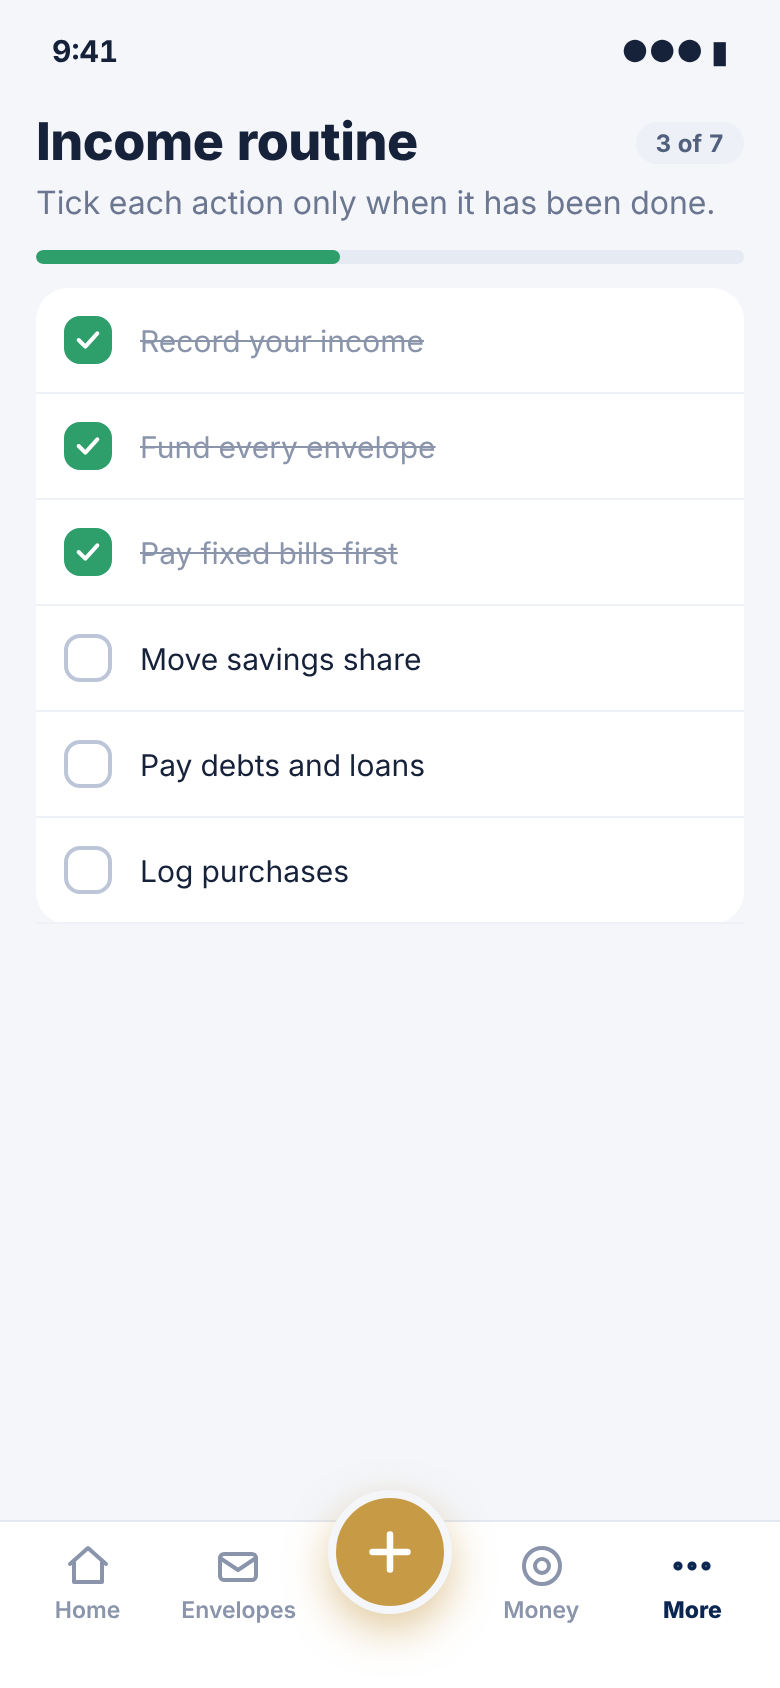 9:41
Income routine
3 of 7
Tick each action only when it has been done.
Record your income
Fund every envelope
Pay fixed bills first
Move savings share
Pay debts and loans
Log purchases
Home
Envelopes
Money
More